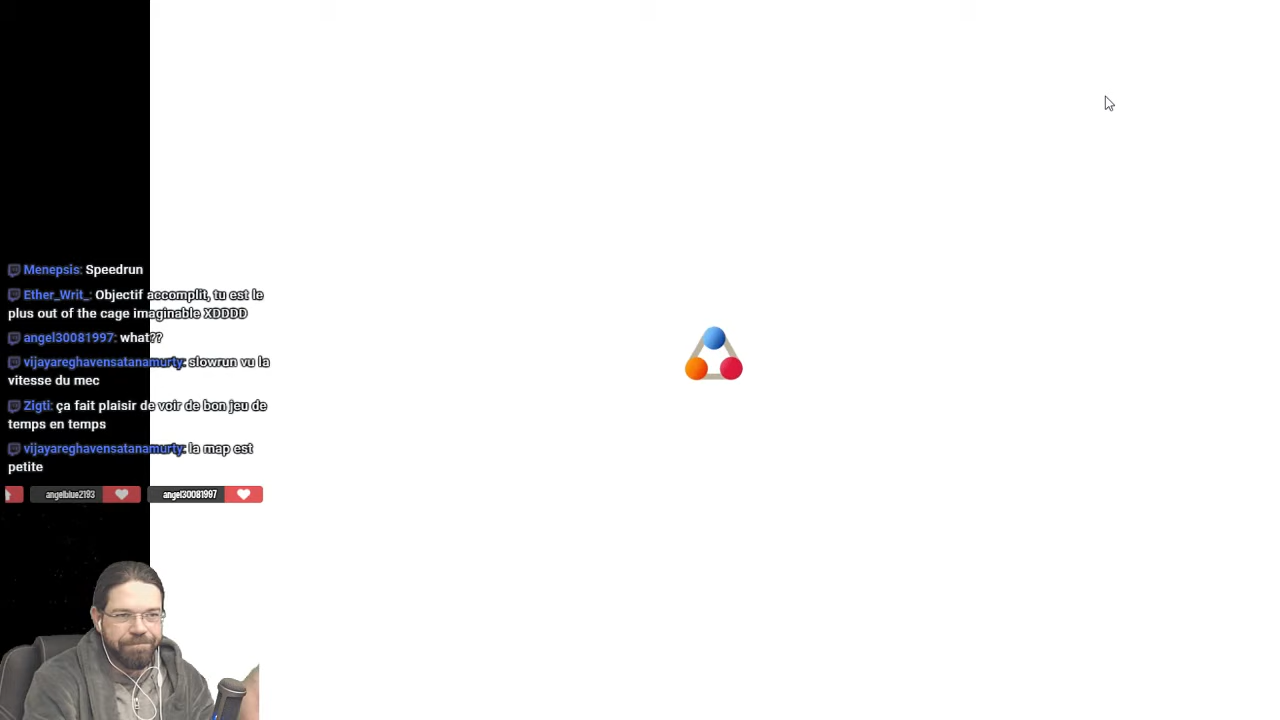 Menepsis: Speedrun
Ether_Writ_: Objectif accomplit, tu est le
plus out of the cage imaginable XDDDD
angel30081997: what??
vijayareghavensatanamurty: slowrun vu la
vitesse du mec
Zigti: ça fait plaisir de voir de bon jeu de
temps en temps
vijayareghavensatanamurty: la map est
petite
angelblue2193
angel30081997